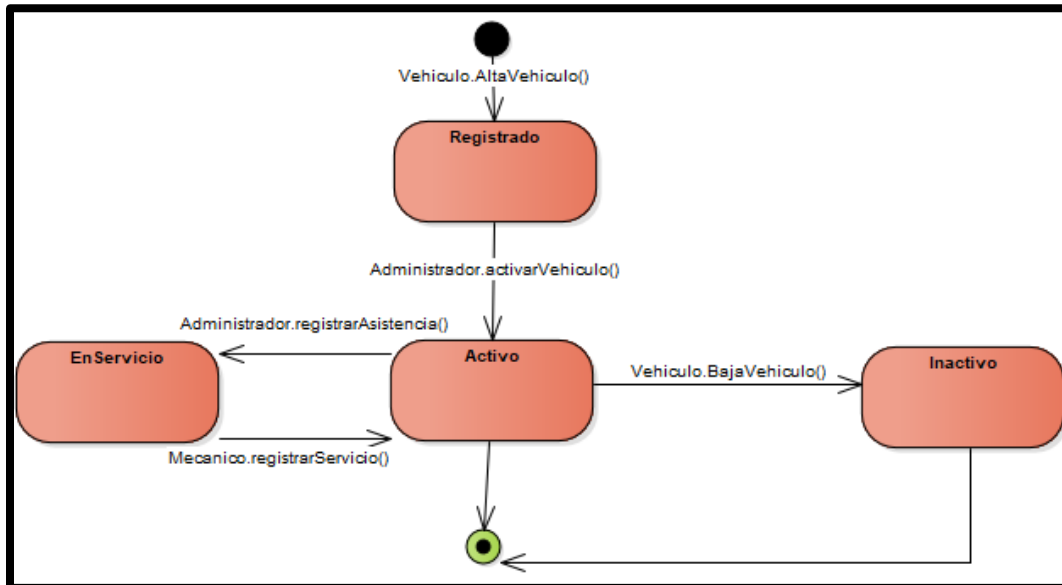 Vehiculo.AltaVehiculo()
Registrado
Administrador.activarVehiculo()
Administrador.registrarAsistencia()
EnServicio
Activo
Vehiculo.BajaVehiculo()
Inactivo
Mecanico.registrarServicio()